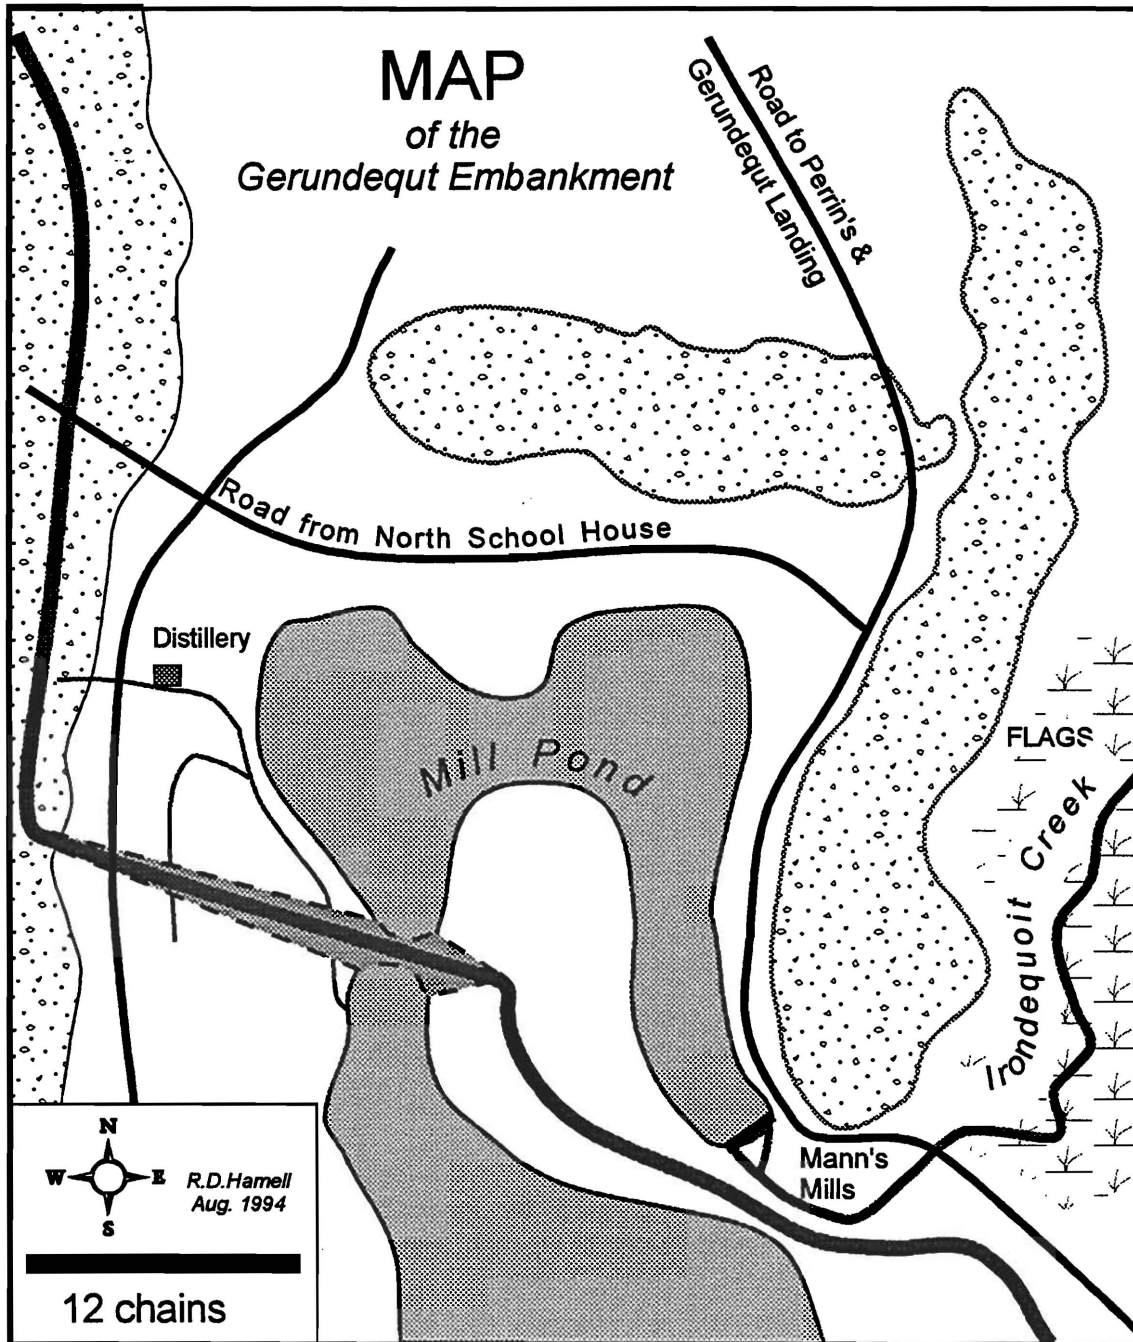 MAP
of the
Gerundequt Embankment
Road to Perrin's &
Gerundequt Landing
Road from North School House
Distillery
Mill Pond
FLAGS
Irondequoit Creek
Mann's
Mills
N
W E
S
R.D.Hamell
Aug. 1994
12 chains